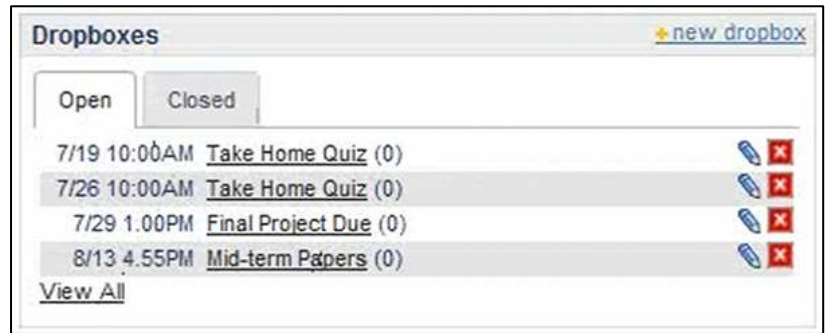 Dropboxes +new dropbox
Open Closed
7/19 10:00AM Take Home Quiz (0)
7/26 10:00AM Take Home Quiz (0)
7/29 1.00PM Final Project Due (0)
8/13 4.55PM Mid-term Papers (0)
View All